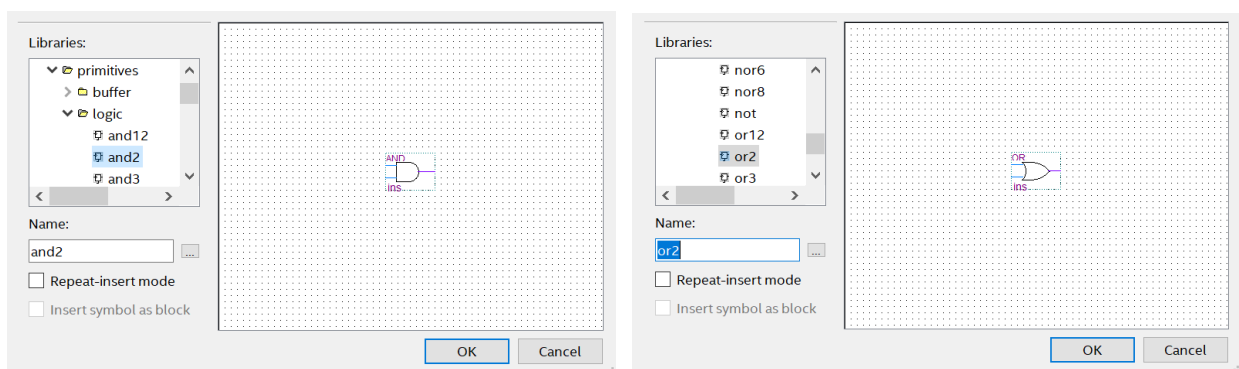 Libraries:
primitives
buffer
logic
and12
and2
and3
Name:
and2
...
Repeat-insert mode
Insert symbol as block
AND
ins
OK
Cancel
Libraries:
nor6
nor8
not
or12
or2
or3
Name:
or2
...
Repeat-insert mode
Insert symbol as block
OR
ins
OK
Cancel